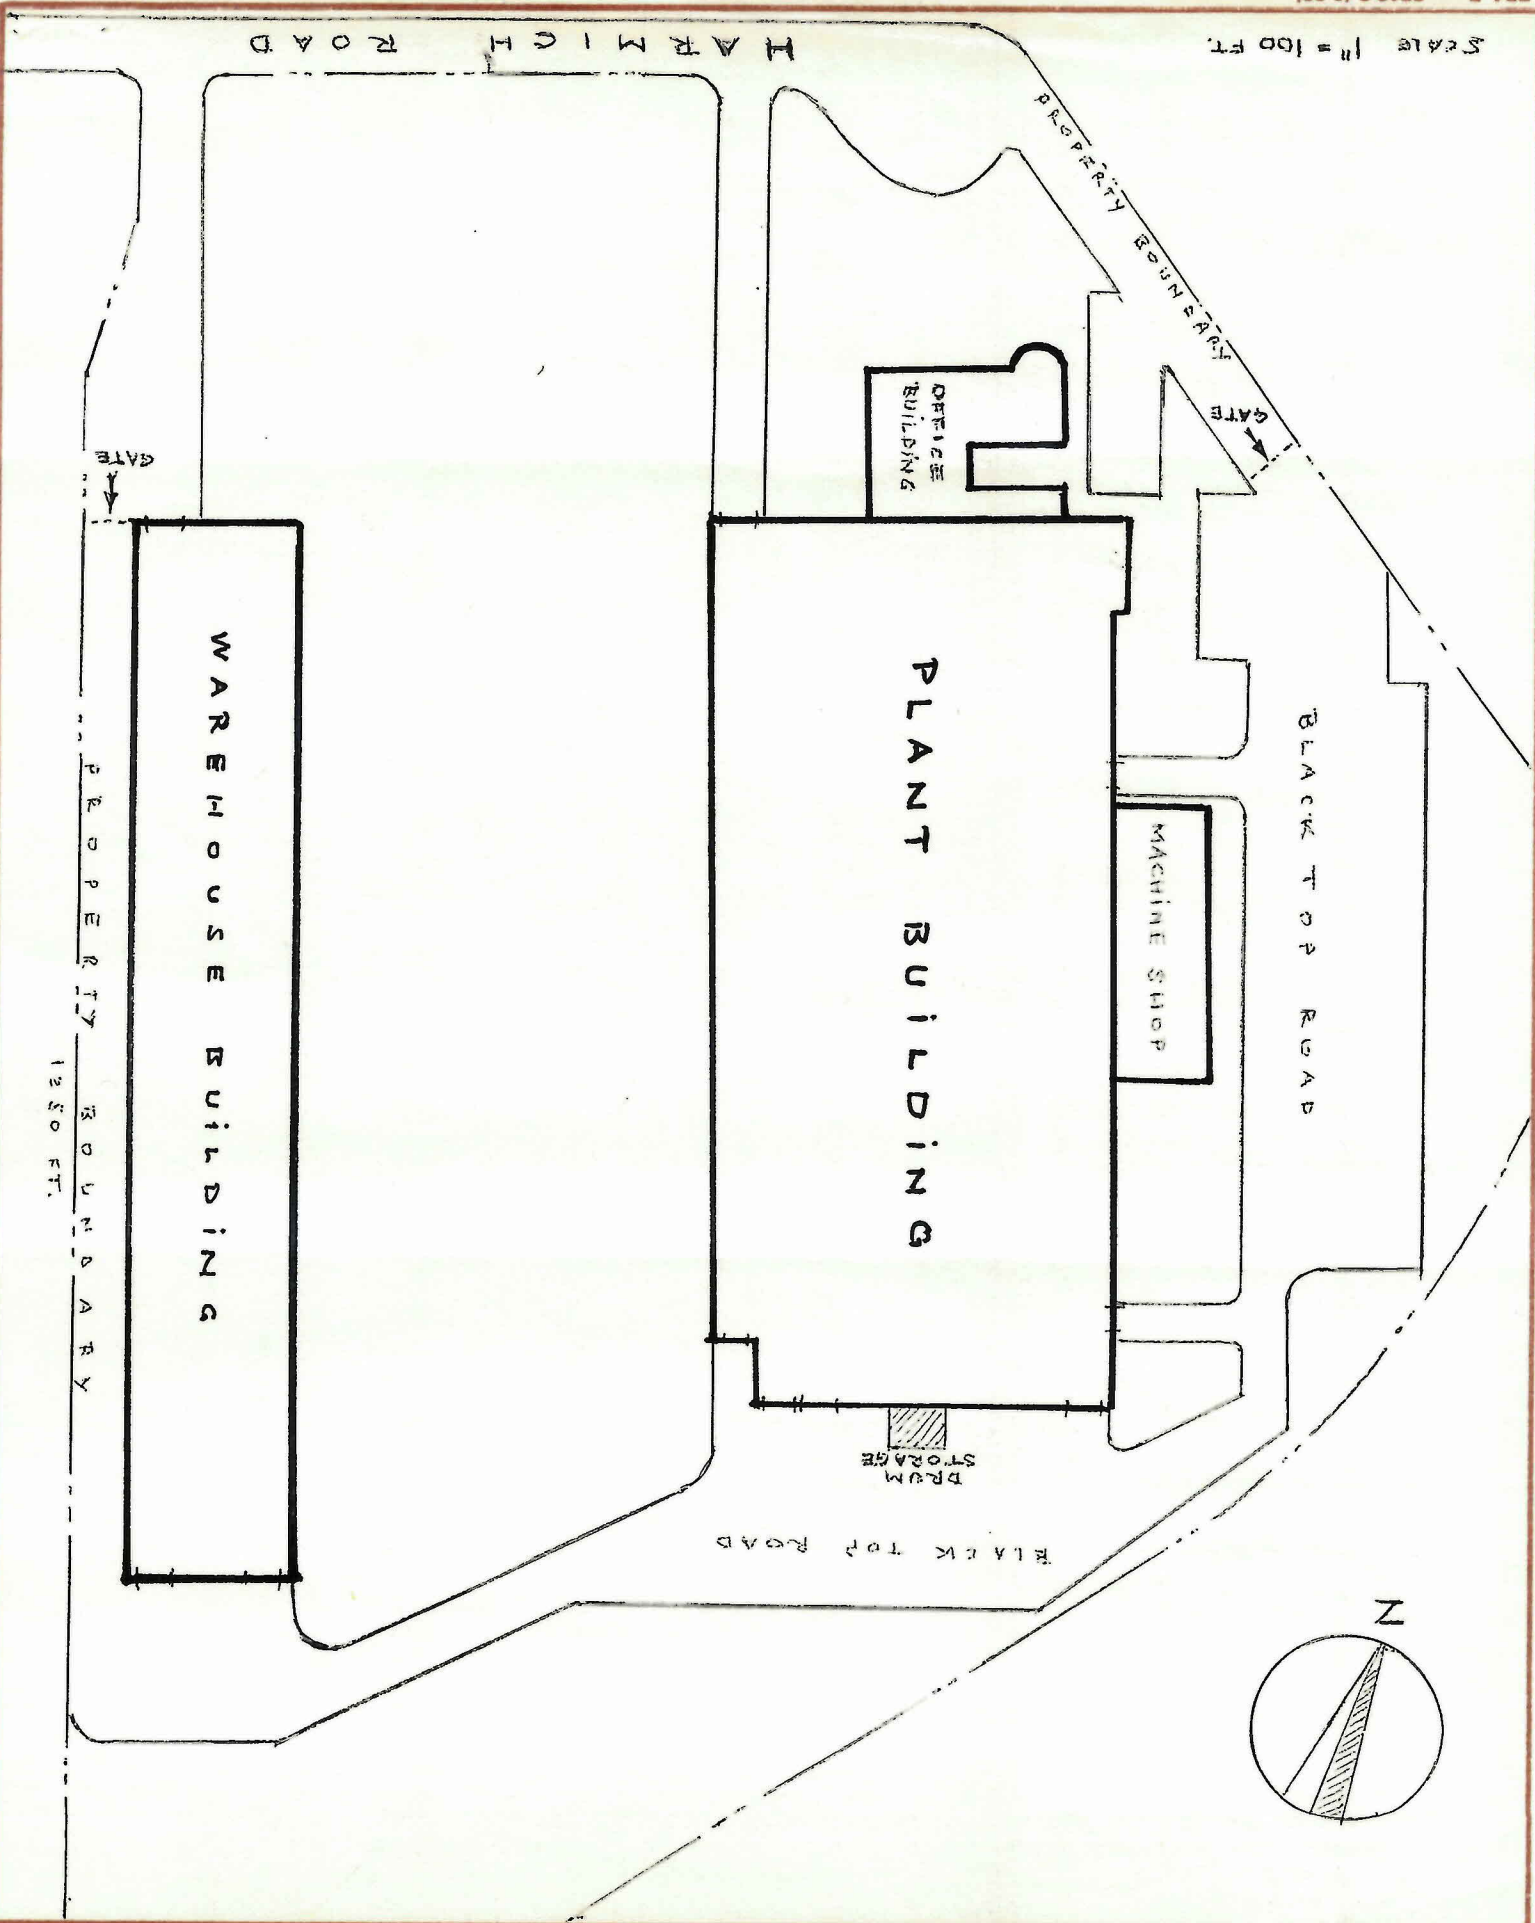 SCALE 1" = 100 FT.
HARMICH ROAD
PROPERTY BOUNDARY
GATE
GATE
OFFICE
BUILDING
WAREHOUSE BUILDING
PLANT BUILDING
MACHINE SHOP
BLACK TOP ROAD
PROPERTY BOUNDARY
1250 FT.
DRUM
STORAGE
BLACK TOP ROAD
N